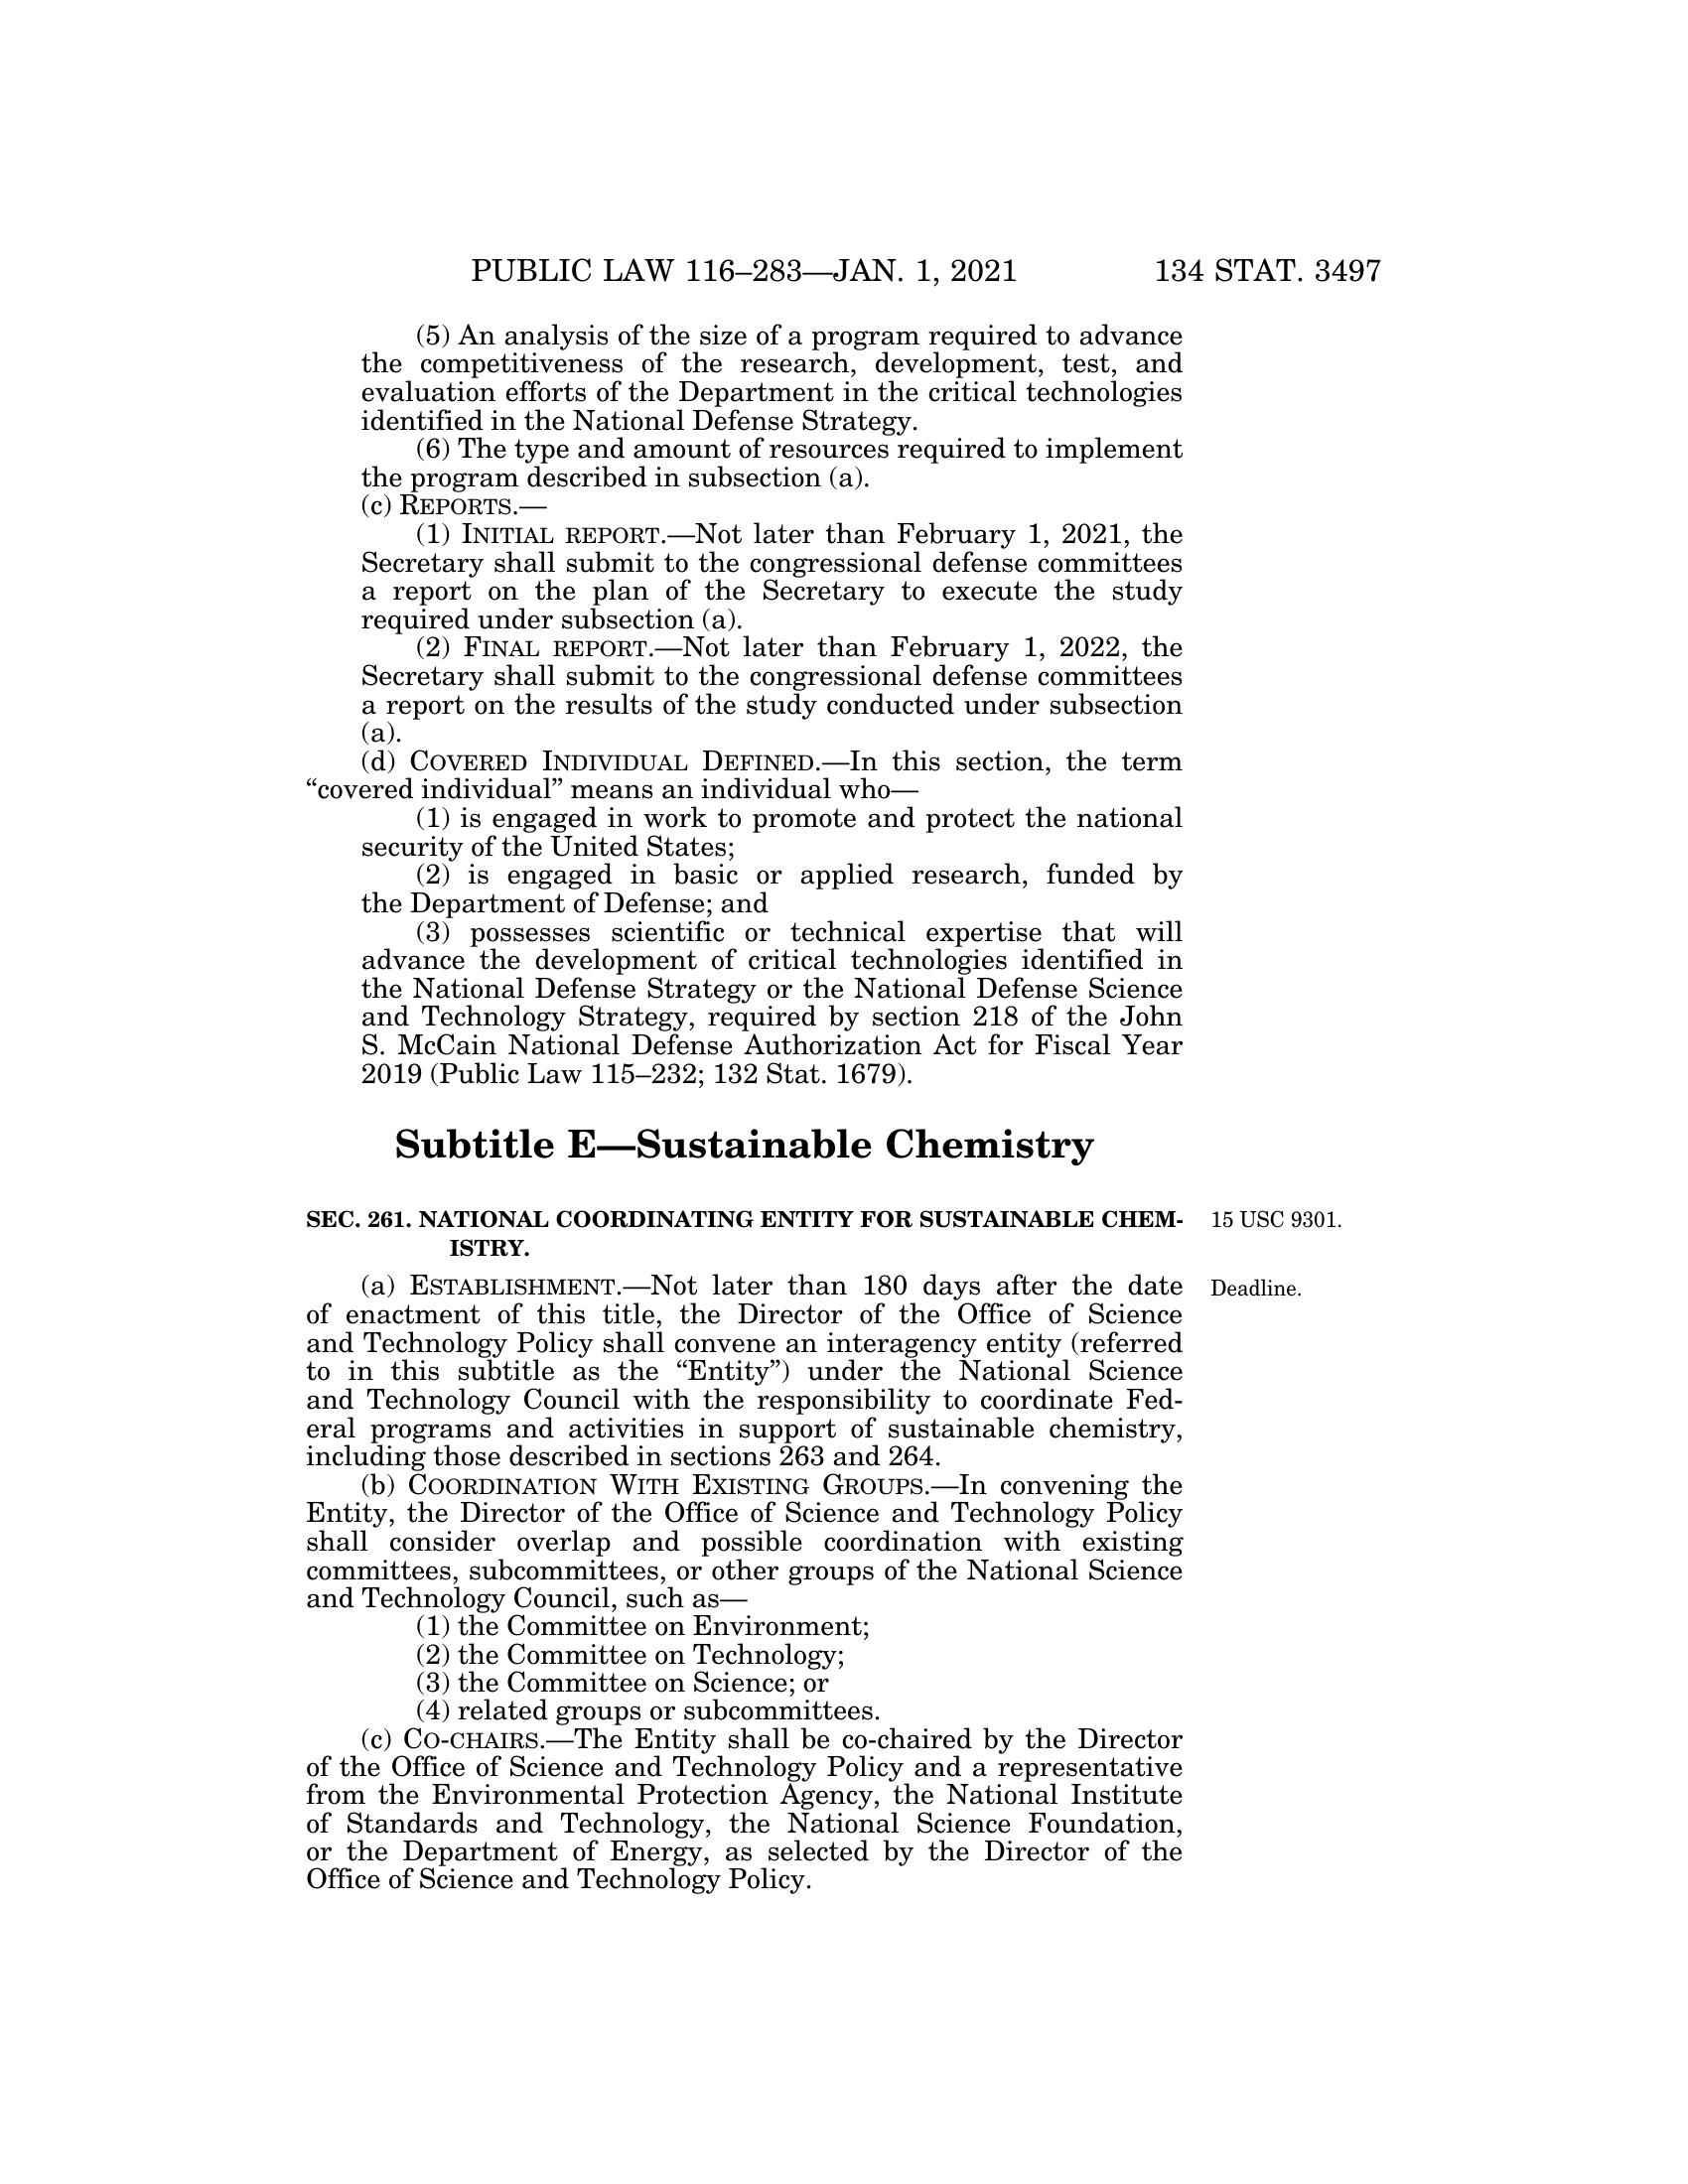 PUBLIC LAW 116–283—JAN. 1, 2021 134 STAT. 3497
(5) An analysis of the size of a program required to advance
the competitiveness of the research, development, test, and
evaluation efforts of the Department in the critical technologies
identified in the National Defense Strategy.
(6) The type and amount of resources required to implement
the program described in subsection (a).
(c) REPORTS.—
(1) INITIAL REPORT.—Not later than February 1, 2021, the
Secretary shall submit to the congressional defense committees
a report on the plan of the Secretary to execute the study
required under subsection (a).
(2) FINAL REPORT.—Not later than February 1, 2022, the
Secretary shall submit to the congressional defense committees
a report on the results of the study conducted under subsection
(a).
(d) COVERED INDIVIDUAL DEFINED.—In this section, the term
“covered individual” means an individual who—
(1) is engaged in work to promote and protect the national
security of the United States;
(2) is engaged in basic or applied research, funded by
the Department of Defense; and
(3) possesses scientific or technical expertise that will
advance the development of critical technologies identified in
the National Defense Strategy or the National Defense Science
and Technology Strategy, required by section 218 of the John
S. McCain National Defense Authorization Act for Fiscal Year
2019 (Public Law 115–232; 132 Stat. 1679).
Subtitle E—Sustainable Chemistry
SEC. 261. NATIONAL COORDINATING ENTITY FOR SUSTAINABLE CHEM- 15 USC 9301.
ISTRY.
(a) ESTABLISHMENT.—Not later than 180 days after the date Deadline.
of enactment of this title, the Director of the Office of Science
and Technology Policy shall convene an interagency entity (referred
to in this subtitle as the “Entity”) under the National Science
and Technology Council with the responsibility to coordinate Fed-
eral programs and activities in support of sustainable chemistry,
including those described in sections 263 and 264.
(b) COORDINATION WITH EXISTING GROUPS.—In convening the
Entity, the Director of the Office of Science and Technology Policy
shall consider overlap and possible coordination with existing
committees, subcommittees, or other groups of the National Science
and Technology Council, such as—
(1) the Committee on Environment;
(2) the Committee on Technology;
(3) the Committee on Science; or
(4) related groups or subcommittees.
(c) CO-CHAIRS.—The Entity shall be co-chaired by the Director
of the Office of Science and Technology Policy and a representative
from the Environmental Protection Agency, the National Institute
of Standards and Technology, the National Science Foundation,
or the Department of Energy, as selected by the Director of the
Office of Science and Technology Policy.